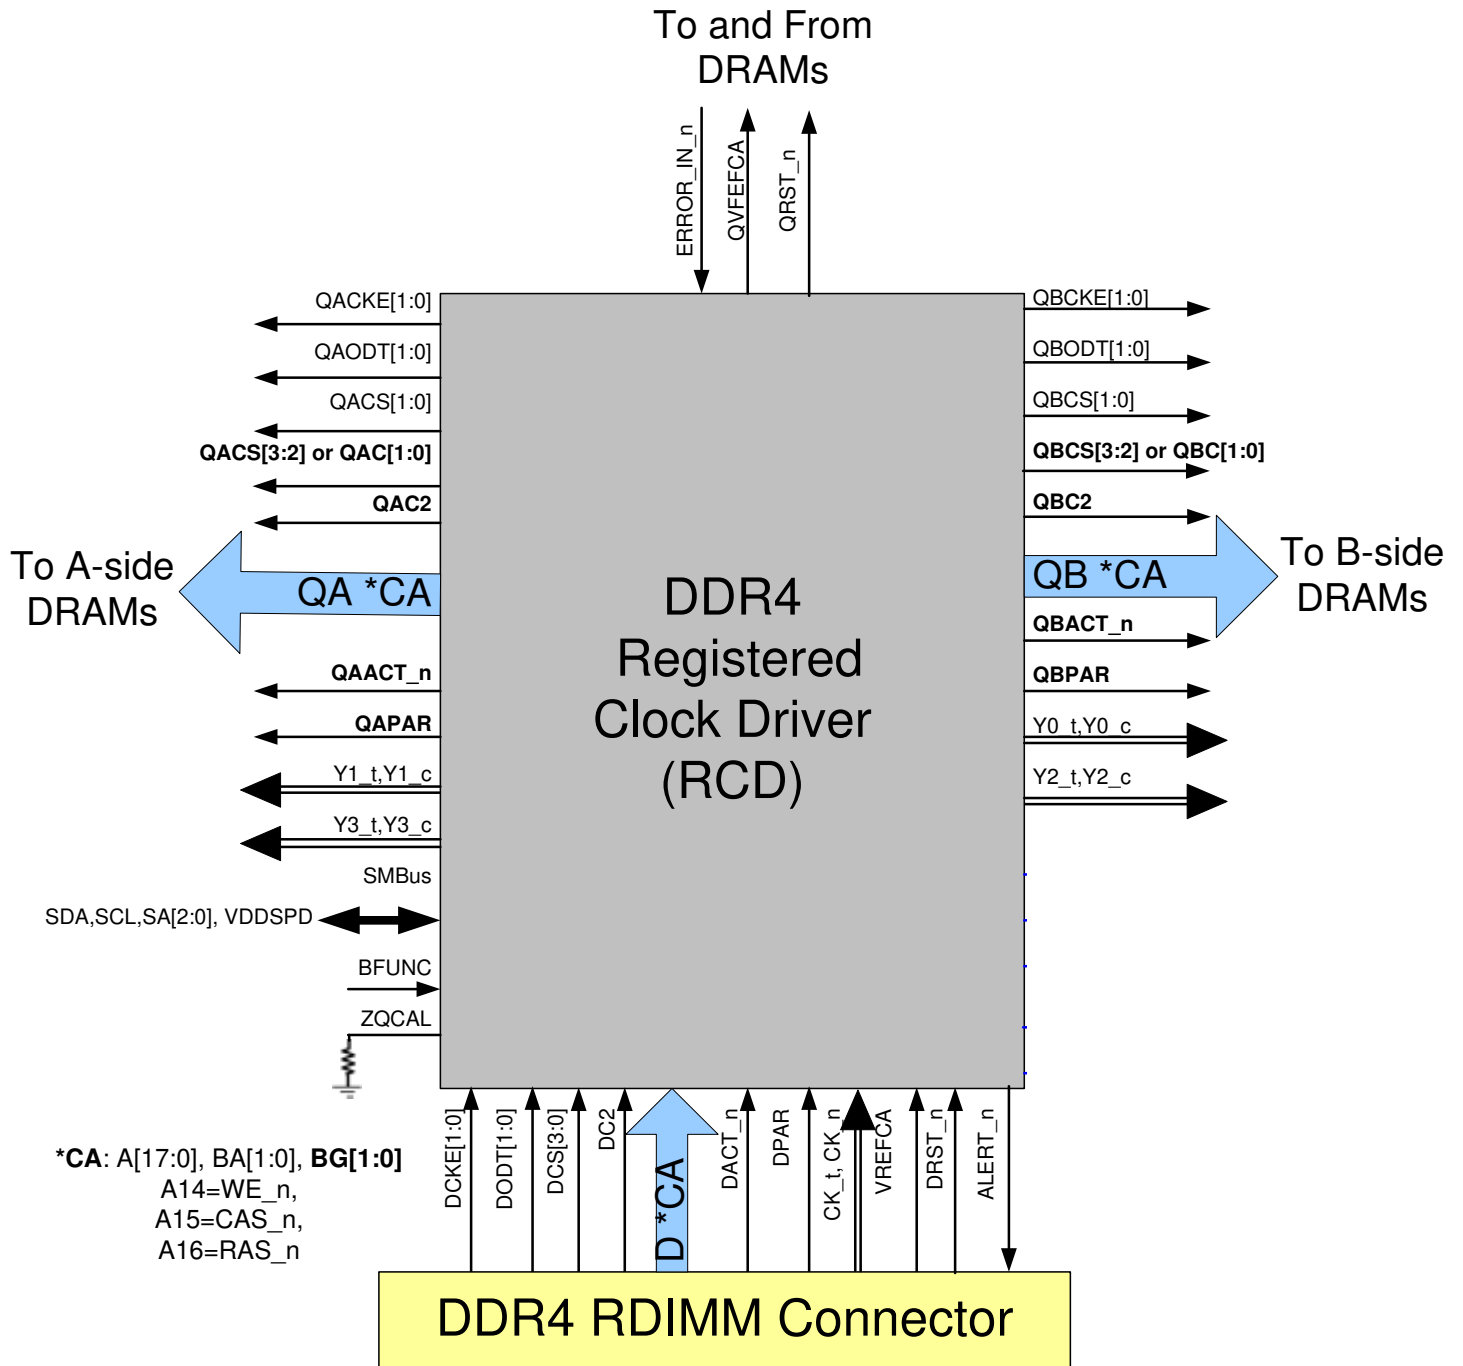 To and From
DRAMs
ERROR_IN_n
QVFEFCA
QRST_n
QACKE[1:0]
QAODT[1:0]
QACS[1:0]
QACS[3:2] or QAC[1:0]
QAC2
To A-side
DRAMs
QA *CA
QAACT_n
QAPAR
Y1_t,Y1_c
Y3_t,Y3_c
SMBus
SDA,SCL,SA[2:0], VDDSPD
BFUNC
ZQCAL
DDR4
Registered
Clock Driver
(RCD)
QBCKE[1:0]
QBODT[1:0]
QBCS[1:0]
QBCS[3:2] or QBC[1:0]
QBC2
QB *CA
To B-side
DRAMs
QBACT_n
QBPAR
Y0_t,Y0_c
Y2_t,Y2_c
DCKE[1:0]
DODT[1:0]
DCS[3:0]
DC2
D *CA
DACT_n
DPAR
CK_t, CK_n
VREFCA
DRST_n
ALERT_n
*CA: A[17:0], BA[1:0], BG[1:0]
A14=WE_n,
A15=CAS_n,
A16=RAS_n
DDR4 RDIMM Connector